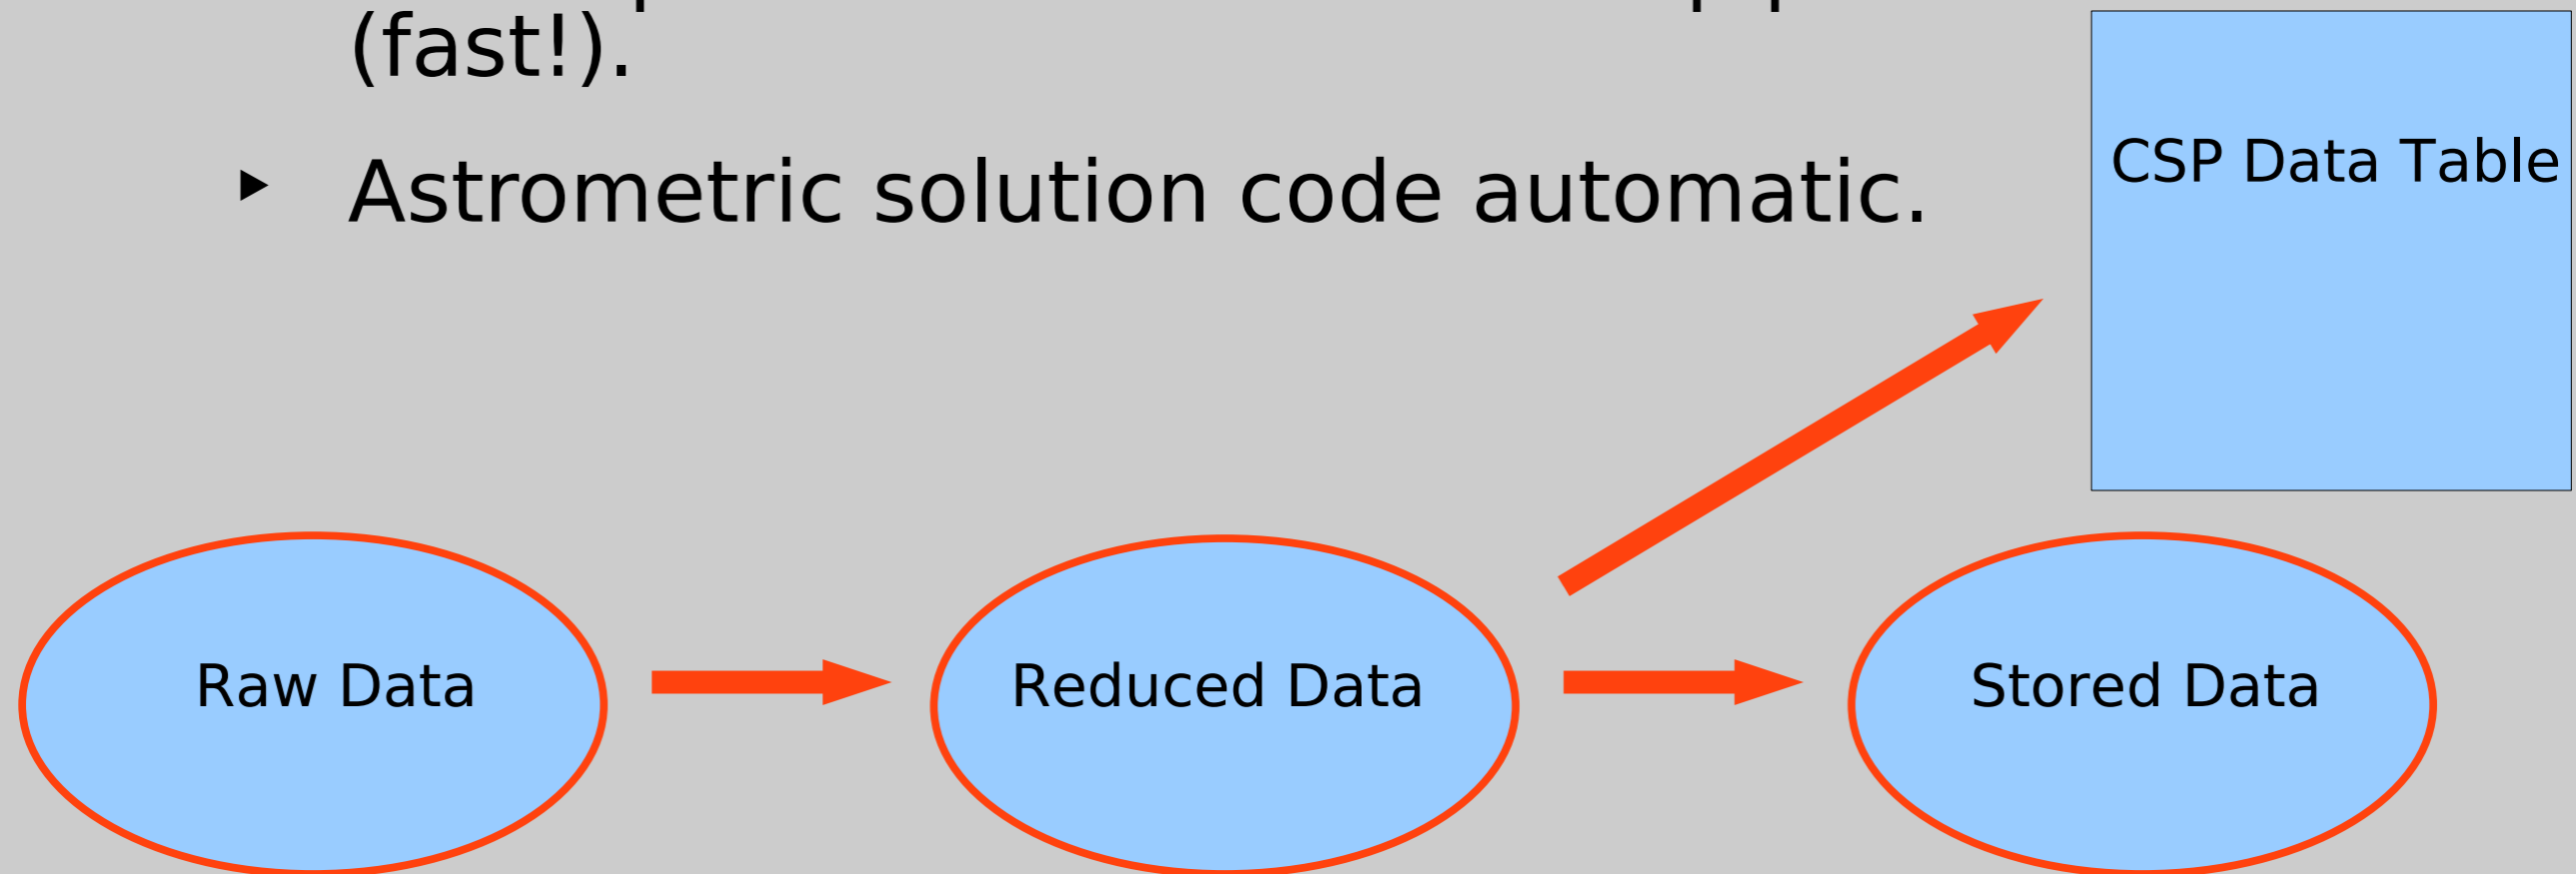 (fast!).
Astrometric solution code automatic.
CSP Data Table
Raw Data
Reduced Data
Stored Data